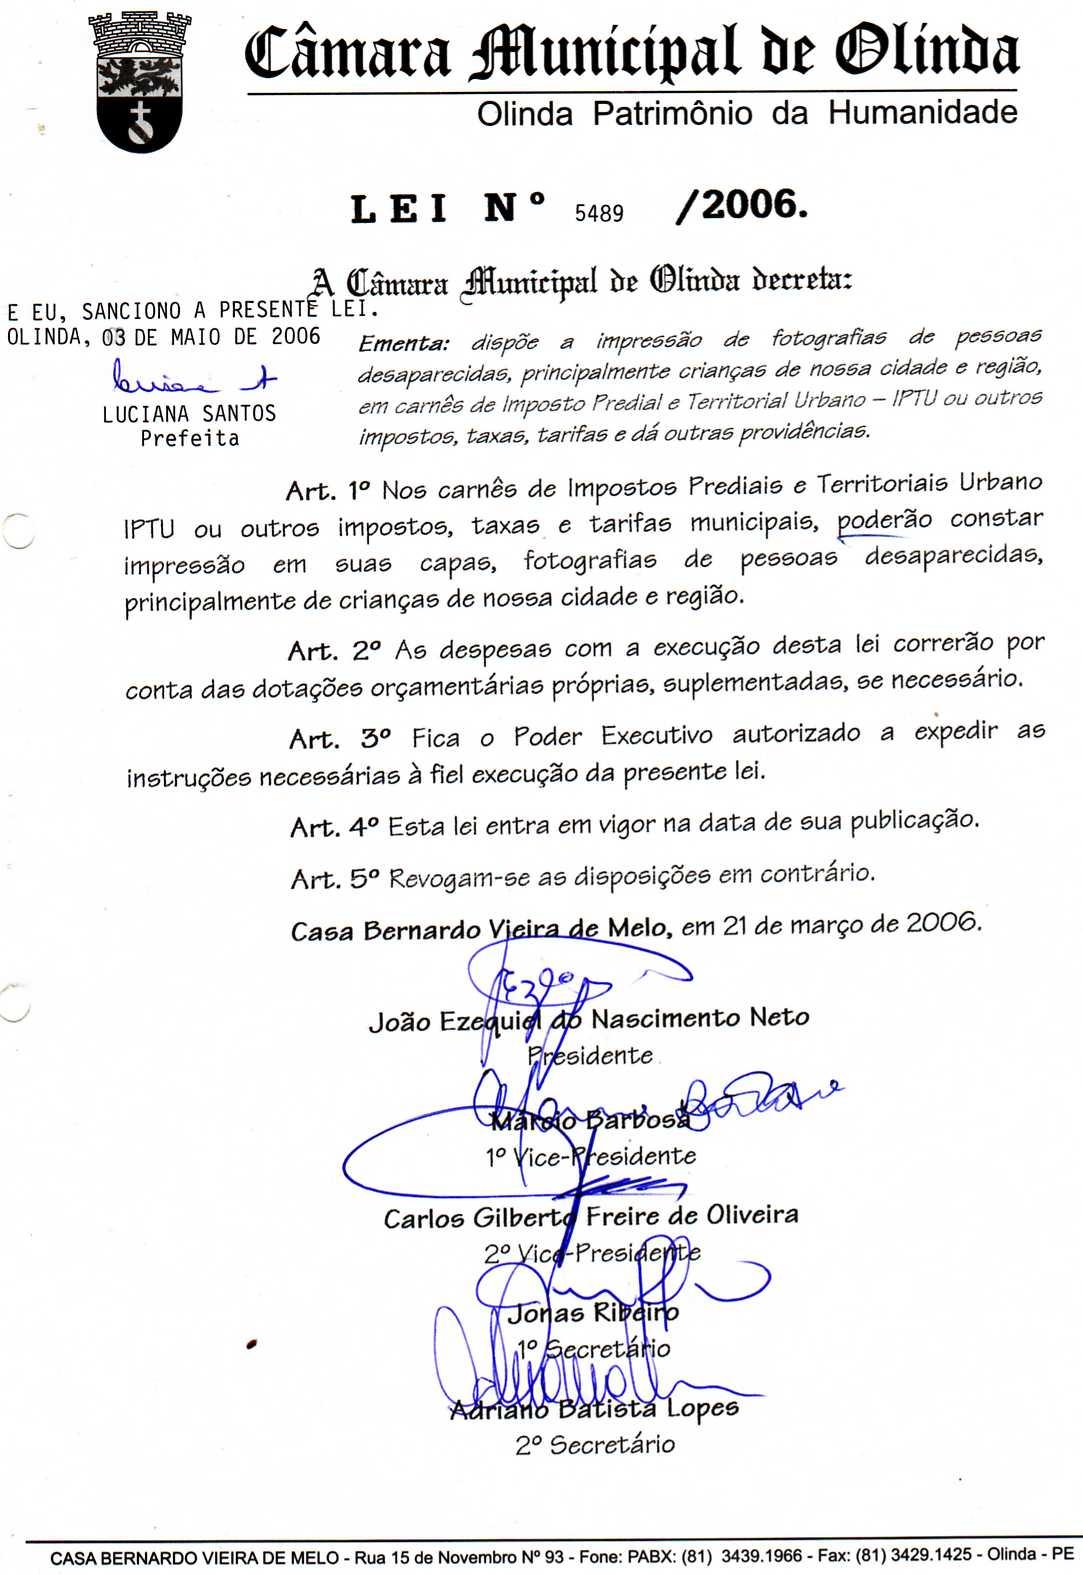 Câmara Municipal de Olinda
Olinda Patrimônio da Humanidade
LEI Nº 5489 /2006.
A Câmara Municipal de Olinda decreta:
E EU, SANCIONO A PRESENTE LEI.
OLINDA, 03 DE MAIO DE 2006
LUCIANA SANTOS
Prefeita
Ementa: dispõe a impressão de fotografias de pessoas
desaparecidas, principalmente crianças de nossa cidade e região,
em carnês de Imposto Predial e Territorial Urbano – IPTU ou outros
impostos, taxas, tarifas e dá outras providências.
Art. 1º Nos carnês de Impostos Prediais e Territoriais Urbano
IPTU ou outros impostos, taxas e tarifas municipais, poderão constar
impressão em suas capas, fotografias de pessoas desaparecidas,
principalmente de crianças de nossa cidade e região.
Art. 2º As despesas com a execução desta lei correrão por
conta das dotações orçamentárias próprias, suplementadas, se necessário.
Art. 3º Fica o Poder Executivo autorizado a expedir as
instruções necessárias à fiel execução da presente lei.
Art. 4º Esta lei entra em vigor na data de sua publicação.
Art. 5º Revogam-se as disposições em contrário.
Casa Bernardo Vieira de Melo, em 21 de março de 2006.
João Ezequiel do Nascimento Neto
Presidente
Márcio Barbosa
1º Vice-Presidente
Carlos Gilberto Freire de Oliveira
2º Vice-Presidente
Jonas Ribeiro
1º Secretário
Adriano Batista Lopes
2º Secretário
CASA BERNARDO VIEIRA DE MELO - Rua 15 de Novembro Nº 93 - Fone: PABX: (81) 3439.1966 - Fax: (81) 3429.1425 - Olinda - PE